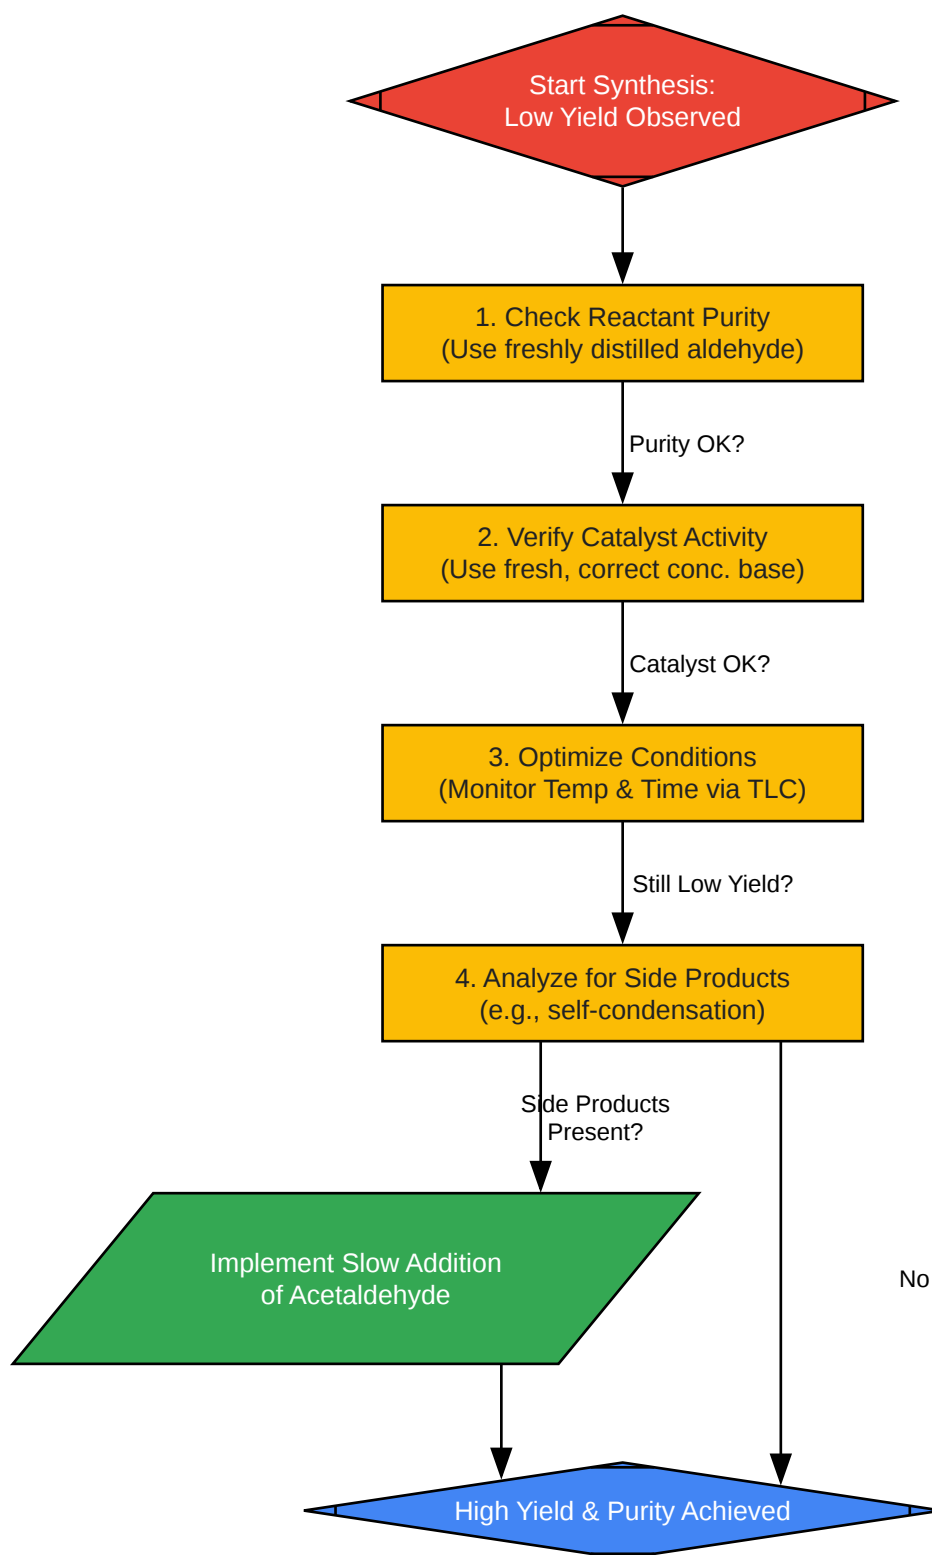 Start Synthesis:
Low Yield Observed
1. Check Reactant Purity
(Use freshly distilled aldehyde)
Purity OK?
2. Verify Catalyst Activity
(Use fresh, correct conc. base)
Catalyst OK?
3. Optimize Conditions
(Monitor Temp & Time via TLC)
Still Low Yield?
4. Analyze for Side Products
(e.g., self-condensation)
Side Products
Present?
Implement Slow Addition
of Acetaldehyde
No
High Yield & Purity Achieved